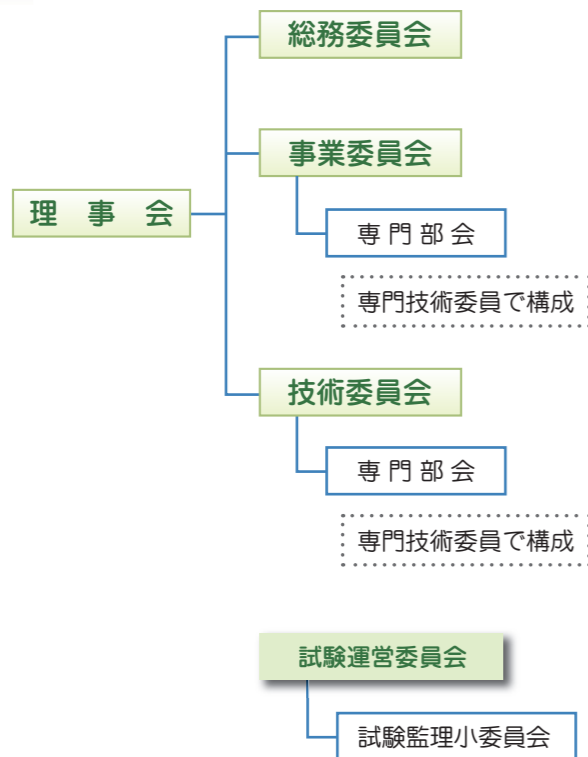 総務委員会
事業委員会
理事会
専門部会
専門技術委員で構成
技術委員会
専門部会
専門技術委員で構成
試験運営委員会
試験監理小委員会